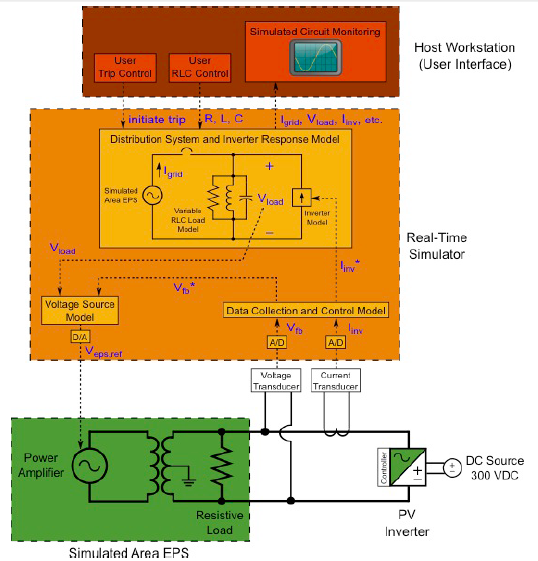 Simulated Circuit Monitoring
User
Trip Control
User
RLC Control
Host Workstation
(User Interface)
initiate trip
R, L, C
Igrid, Vload, Iinv, etc.
Distribution System and Inverter Response Model
Igrid
+
Simulated
Area EPS
Vload
Variable
RLC Load
Model
Inverter
Model
−
Real-Time
Simulator
Vload
Vfb*
Iinv*
Voltage Source
Model
Data Collection and Control Model
D/A
Vfb
Iinv
A/D
A/D
Veps,ref
Voltage
Transducer
Current
Transducer
Power
Amplifier
Controller
+
−
+
−
DC Source
300 VDC
Resistive
Load
PV
Inverter
Simulated Area EPS